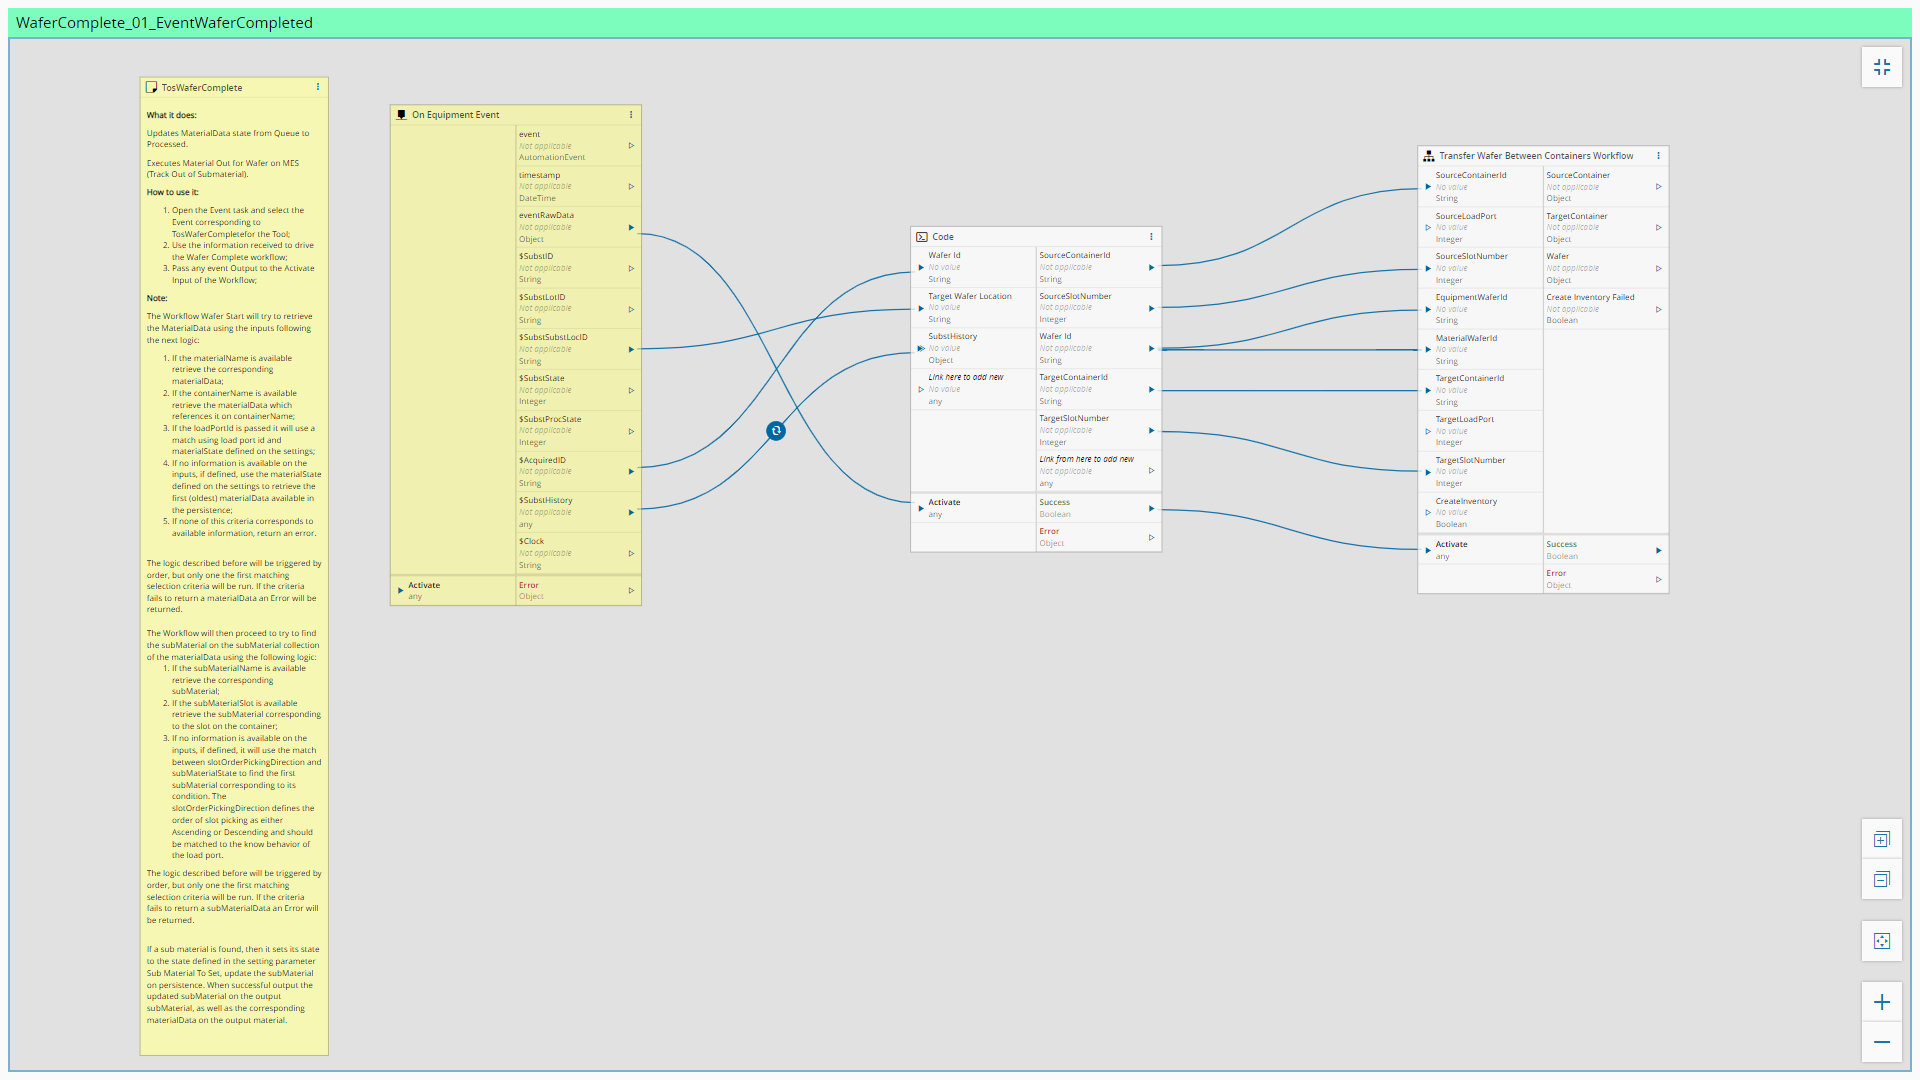 WaferComplete_01_EventWaferCompleted
TosWaferComplete
What it does:
Updates MaterialData state from Queue to
Processed.
Executes Material Out for Wafer on MES
(Track Out of Submaterial).
How to use it:
1. Open the Event task and select the
Event corresponding to
TosWaferCompletefor the Tool;
2. Use the information received to drive
the Wafer Complete workflow;
3. Pass any event Output to the Activate
Input of the Workflow;
Note:
The Workflow Wafer Start will try to retrieve
the MaterialData using the inputs following
the next logic:
1. If the materialName is available
retrieve the corresponding
materialData;
2. If the containerName is available
retrieve the materialData which
references it on containerName;
3. If the loadPortId is passed it will use a
match using load port id and
materialState defined on the settings;
4. If no information is available on the
inputs, if defined, use the materialState
defined on the settings to retrieve the
first (oldest) materialData available in
the persistence;
5. If none of this criteria corresponds to
available information, return an error.
The logic described before will be triggered by
order, but only one the first matching
selection criteria will be run. If the criteria
fails to return a materialData an Error will be
returned.
The Workflow will then proceed to try to find
the subMaterial on the subMaterial collection
of the materialData using the following logic:
1. If the subMaterialName is available
retrieve the corresponding
subMaterial;
2. If the subMaterialSlot is available
retrieve the subMaterial corresponding
to the slot on the container;
3. If no information is available on the
inputs, if defined, it will use the match
between slotOrderPickingDirection and
subMaterialState to find the first
subMaterial corresponding to its
condition. The
slotOrderPickingDirection defines the
order of slot picking as either
Ascending or Descending and should
be matched to the know behavior of
the load port.
The logic described before will be triggered by
order, but only one the first matching
selection criteria will be run. If the criteria
fails to return a subMaterialData an Error will
be returned.
If a sub material is found, then it sets its state
to the state defined in the setting parameter
Sub Material To Set, update the subMaterial
on persistence. When successful output the
updated subMaterial on the output
subMaterial, as well as the corresponding
materialData on the output material.
On Equipment Event
event
Not applicable
AutomationEvent
timestamp
Not applicable
DateTime
eventRawData
Not applicable
Object
$SubstID
Not applicable
String
$SubstLotID
Not applicable
String
$SubstSubstLocID
Not applicable
String
$SubstState
Not applicable
Integer
$SubstProcState
Not applicable
Integer
$AcquiredID
Not applicable
String
$SubstHistory
Not applicable
any
$Clock
Not applicable
String
Activate
any
Error
Object
Code
Wafer Id
No value
String
Target Wafer Location
No value
String
SubstHistory
No value
Object
Link here to add new
No value
any
SourceContainerId
Not applicable
String
SourceSlotNumber
Not applicable
Integer
Wafer Id
Not applicable
String
TargetContainerId
Not applicable
String
TargetSlotNumber
Not applicable
Integer
Link from here to add new
Not applicable
any
Activate
any
Success
Boolean
Error
Object
Transfer Wafer Between Containers Workflow
SourceContainerId
No value
String
SourceLoadPort
No value
Integer
SourceSlotNumber
No value
Integer
EquipmentWaferId
No value
String
MaterialWaferId
No value
String
TargetContainerId
No value
String
TargetLoadPort
No value
Integer
TargetSlotNumber
No value
Integer
CreateInventory
No value
Boolean
SourceContainer
Not applicable
Object
TargetContainer
Not applicable
Object
Wafer
Not applicable
Object
Create Inventory Failed
Not applicable
Boolean
Activate
any
Success
Boolean
Error
Object